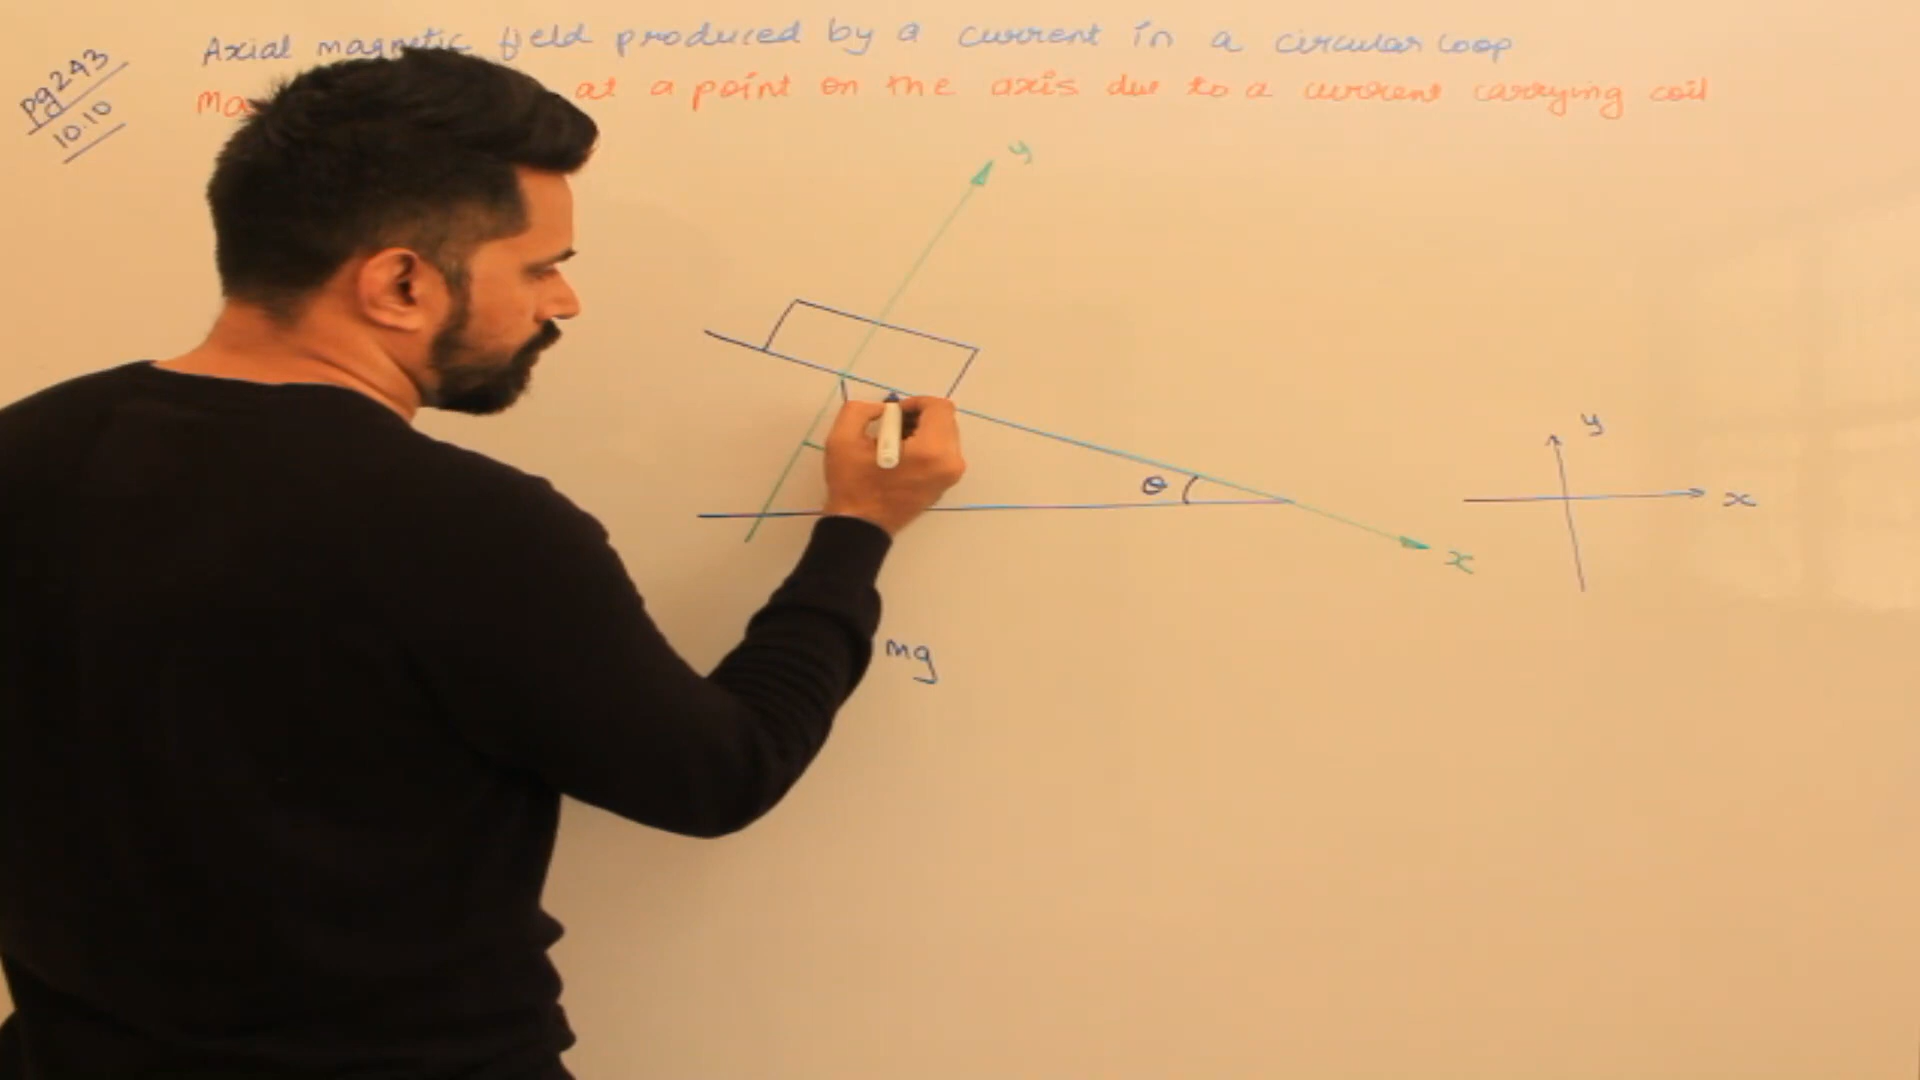 Axial magnetic field produced by a current in a circular loop
at a point on the axis due to a current carrying coil
pg 243
10.10
y
y
θ
x
x
mg